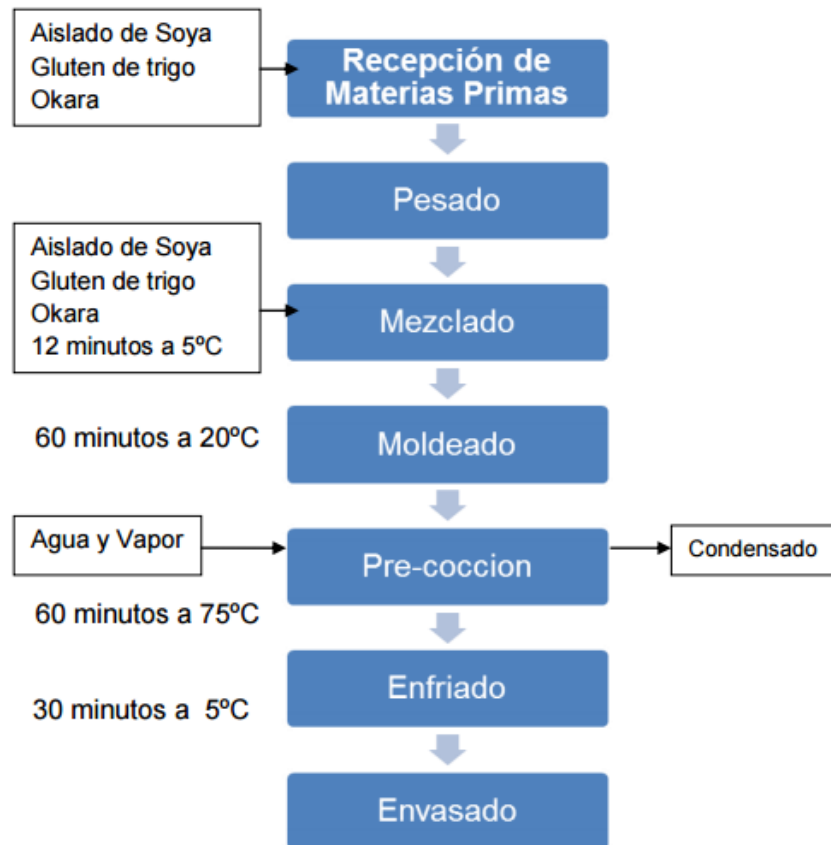 Aislado de Soya
Gluten de trigo
Okara
Recepción de
Materias Primas
Pesado
Aislado de Soya
Gluten de trigo
Okara
12 minutos a 5ºC
Mezclado
60 minutos a 20ºC
Moldeado
Agua y Vapor
Pre-coccion
Condensado
60 minutos a 75ºC
Enfriado
30 minutos a 5ºC
Envasado